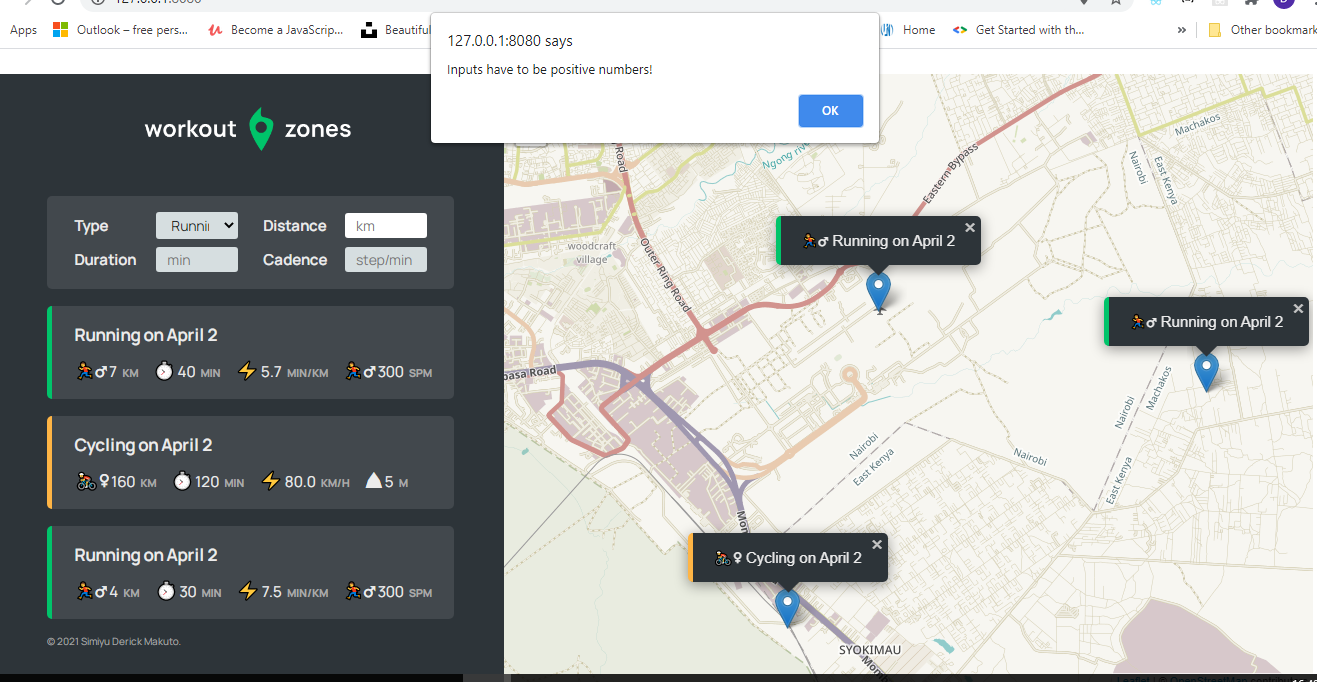 127.0.0.1:8080
Apps
Outlook – free pers...
Become a JavaScrip...
Beautiful
Home
Get Started with th...
»
Other bookmark
127.0.0.1:8080 says
Inputs have to be positive numbers!
OK
workout zones
Type
Runnii
Distance
km
Duration
min
Cadence
step/min
Running on April 2
7 KM
40 MIN
5.7 MIN/KM
300 SPM
Cycling on April 2
160 KM
120 MIN
80.0 KM/H
5 M
Running on April 2
4 KM
30 MIN
7.5 MIN/KM
300 SPM
© 2021 Simiyu Derick Makuto.
Road
Ngong rive
Machakos
Nairobi
East Kenya
Eastern Bypass
woodcraft
village
Outer Ring Road
Running on April 2
×
Running on April 2
×
basa Road
Nairobi
Machakos
Nairobi
East Kenya
Nairobi
East Kenya
Mon
Cycling on April 2
×
SYOKIMAU
Mom